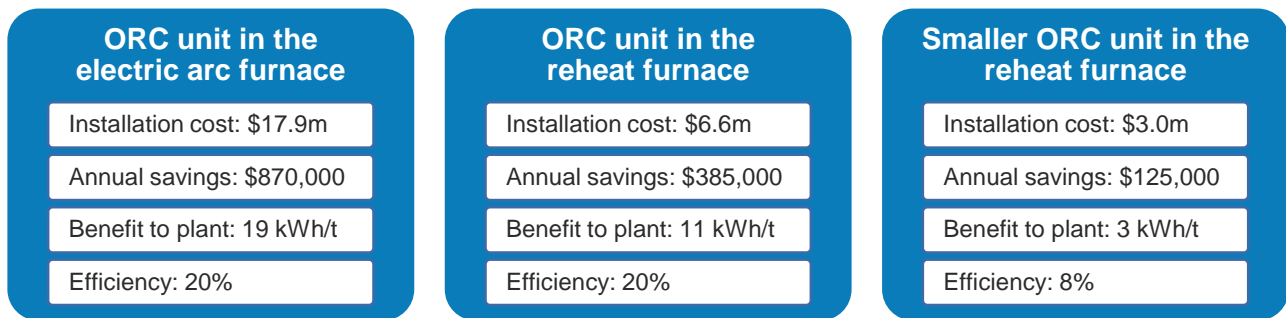 ORC unit in the
electric arc furnace
Installation cost: $17.9m
Annual savings: $870,000
Benefit to plant: 19 kWh/t
Efficiency: 20%
ORC unit in the
reheat furnace
Installation cost: $6.6m
Annual savings: $385,000
Benefit to plant: 11 kWh/t
Efficiency: 20%
Smaller ORC unit in the
reheat furnace
Installation cost: $3.0m
Annual savings: $125,000
Benefit to plant: 3 kWh/t
Efficiency: 8%